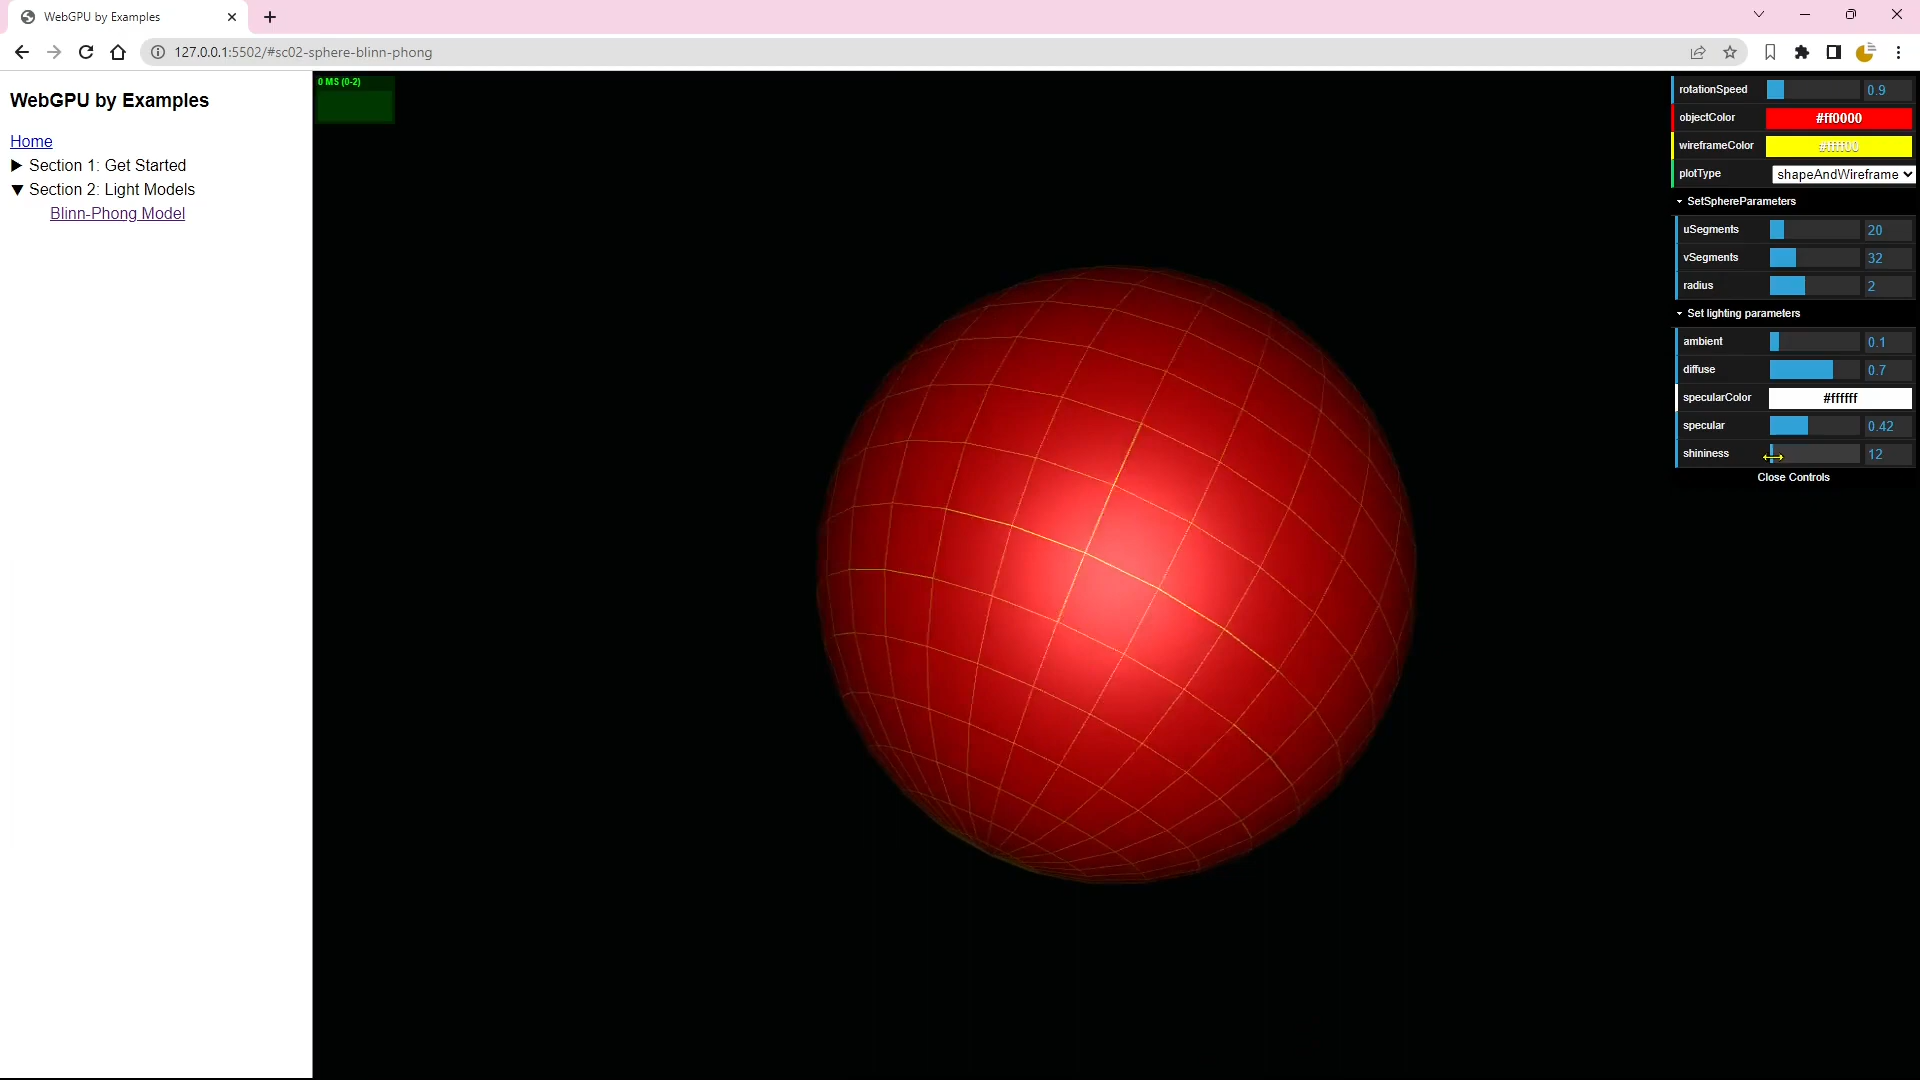 WebGPU by Examples
127.0.0.1:5502/#sc02-sphere-blinn-phong
WebGPU by Examples
Home
Section 1: Get Started
Section 2: Light Models
Blinn-Phong Model
0 MS (0-2)
rotationSpeed 0.9
objectColor #ff0000
wireframeColor #ffff00
plotType shapeAndWireframe
SetSphereParameters
uSegments 20
vSegments 32
radius 2
Set lighting parameters
ambient 0.1
diffuse 0.7
specularColor #ffffff
specular 0.42
shininess 12
Close Controls